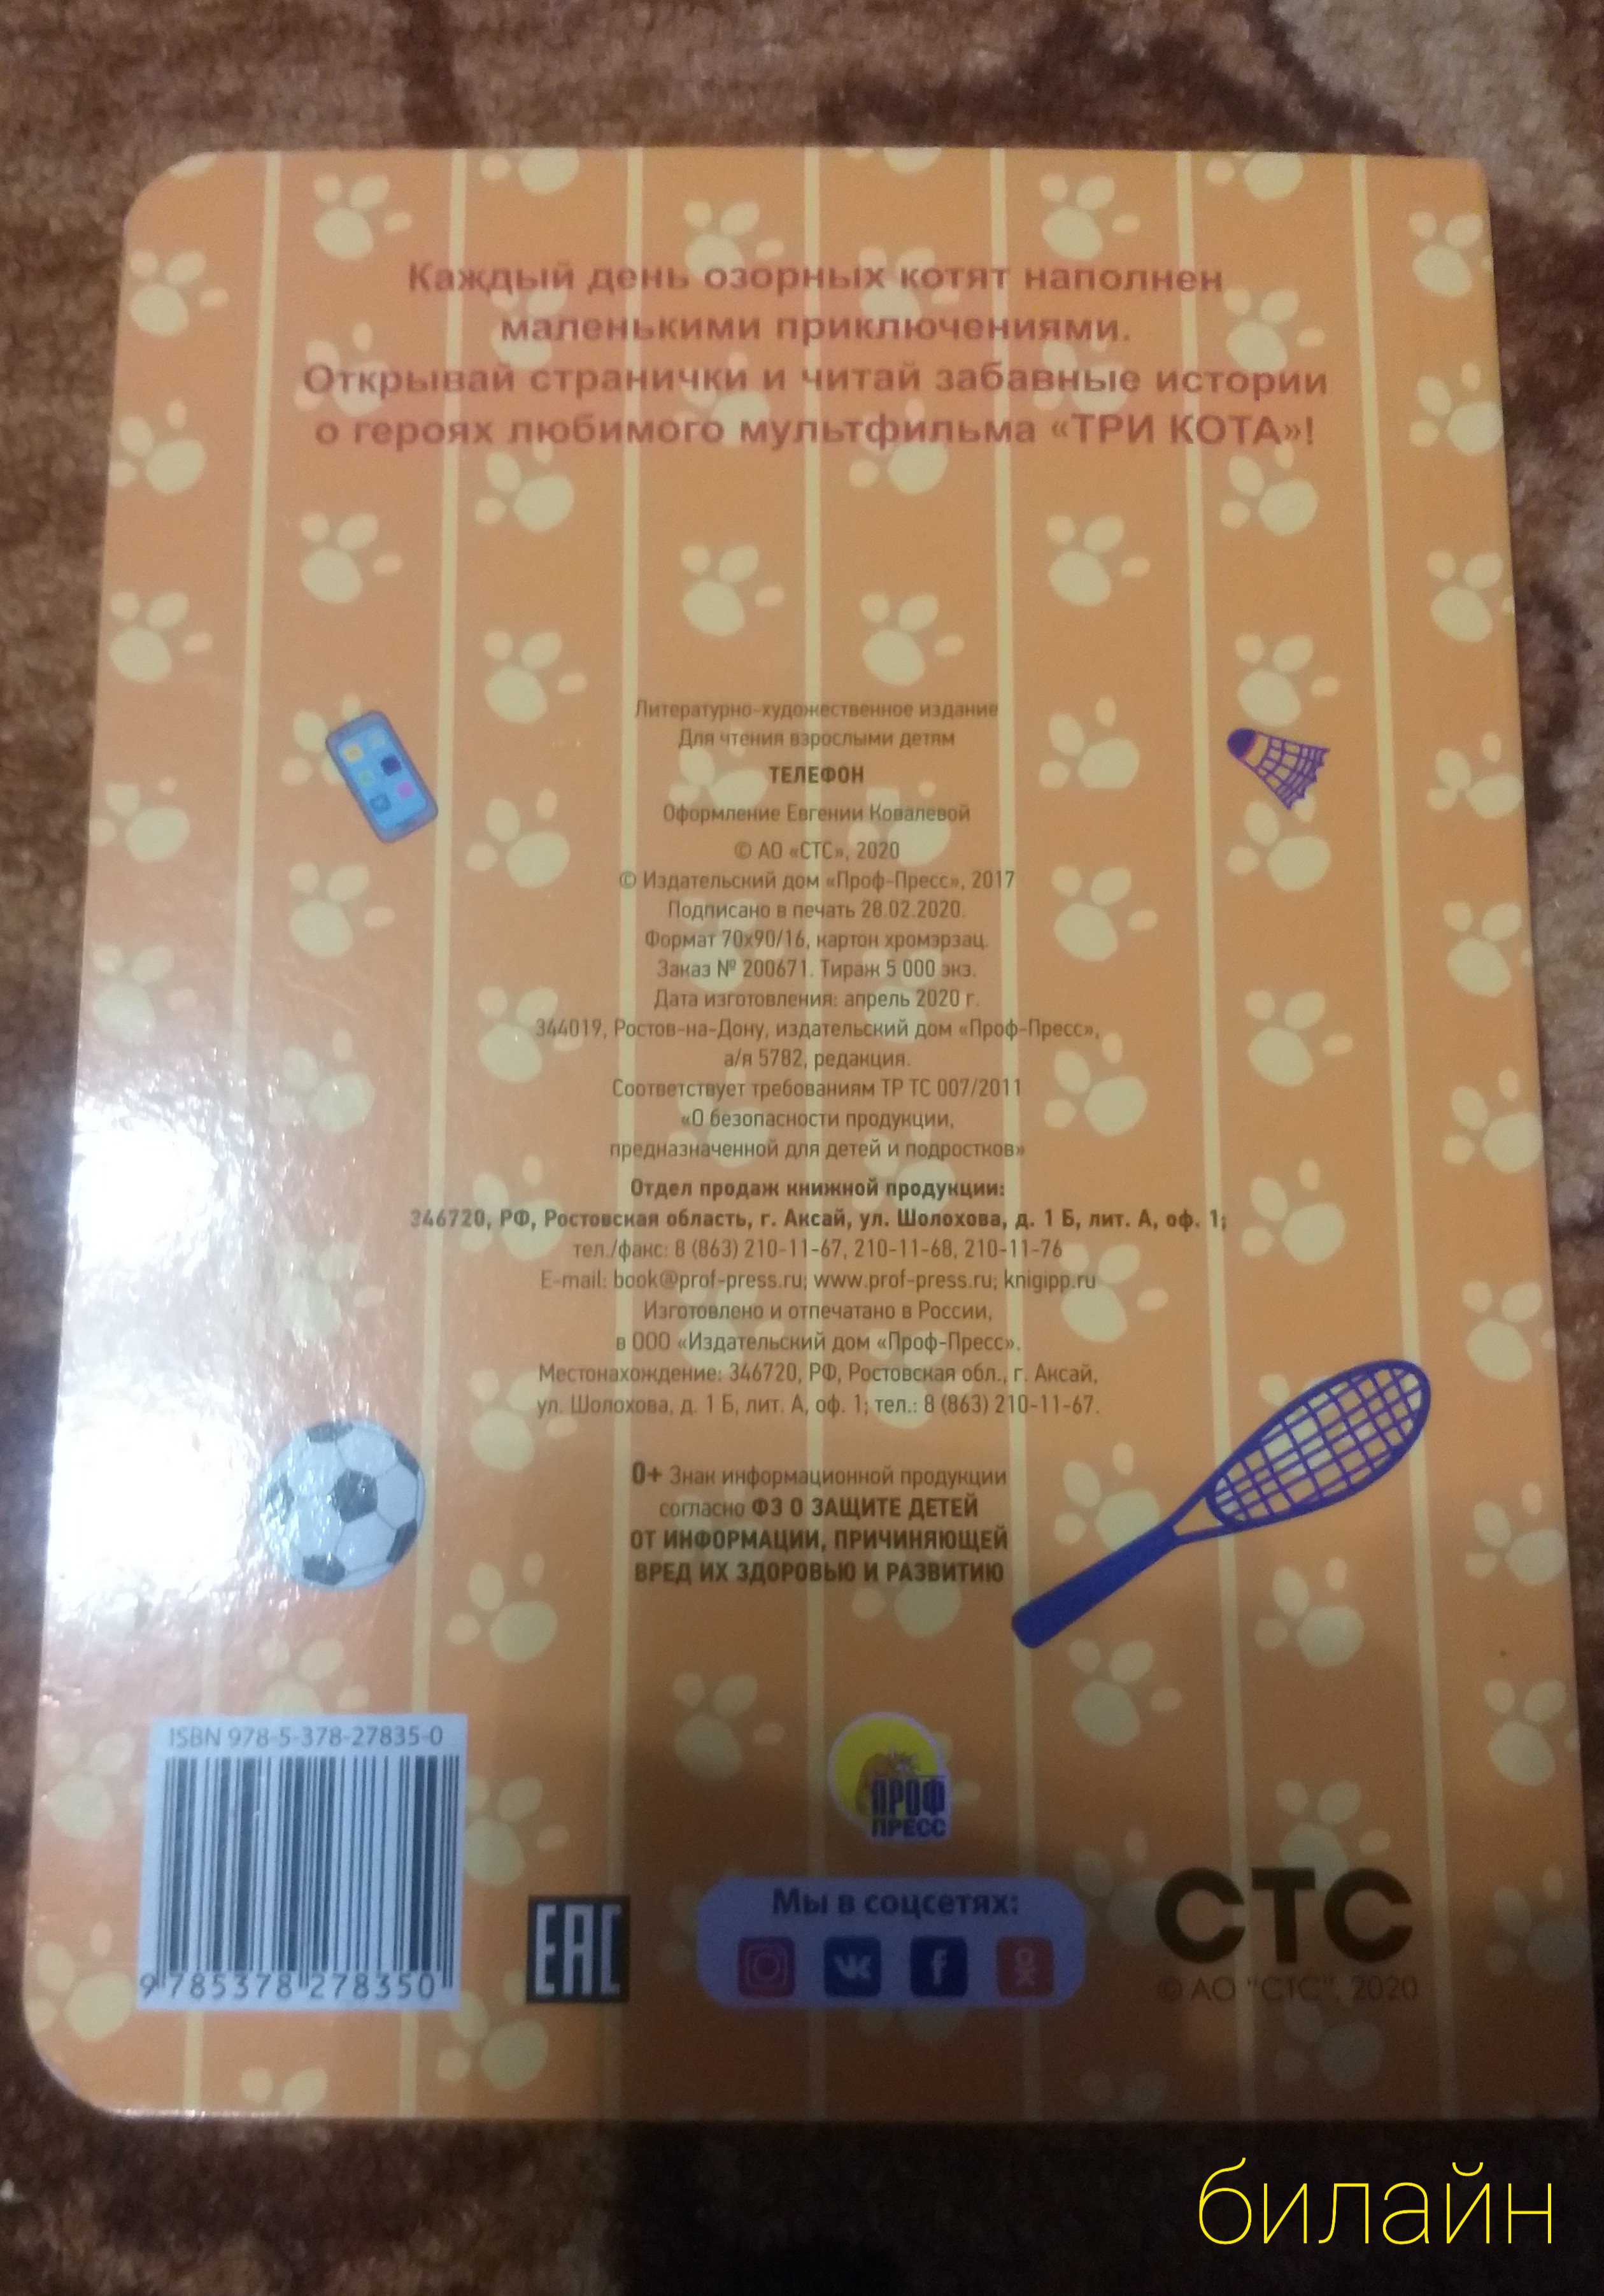 Каждый день озорных котят наполнен
маленькими приключениями.
Открывай странички и читай забавные истории
о героях любимого мультфильма «ТРИ КОТА»!
Литературно-художественное издание
Для чтения взрослыми детям
ТЕЛЕФОН
Оформление Евгении Ковалевой
© АО «СТС», 2020
© Издательский дом «Проф-Пресс», 2017
Подписано в печать 28.02.2020.
Формат 70х90/16, картон хромэрзац.
Заказ № 200671. Тираж 5 000 экз.
Дата изготовления: апрель 2020 г.
344019, Ростов-на-Дону, издательский дом «Проф-Пресс»,
а/я 5782, редакция.
Соответствует требованиям ТР ТС 007/2011
«О безопасности продукции,
предназначенной для детей и подростков»
Отдел продаж книжной продукции:
346720, РФ, Ростовская область, г. Аксай, ул. Шолохова, д. 1 Б, лит. А, оф. 1;
тел./факс: 8 (863) 210-11-67, 210-11-68, 210-11-76
E-mail: book@prof-press.ru; www.prof-press.ru; knigipp.ru
Изготовлено и отпечатано в России,
в ООО «Издательский дом «Проф-Пресс».
Местонахождение: 346720, РФ, Ростовская обл., г. Аксай,
ул. Шолохова, д. 1 Б, лит. А, оф. 1; тел.: 8 (863) 210-11-67.
0+ Знак информационной продукции
согласно ФЗ О ЗАЩИТЕ ДЕТЕЙ
ОТ ИНФОРМАЦИИ, ПРИЧИНЯЮЩЕЙ
ВРЕД ИХ ЗДОРОВЬЮ И РАЗВИТИЮ
ISBN 978-5-378-27835-0
9 785378 278350
EAC
ПРОФ
ПРЕСС
Мы в соцсетях:
СТС
© АО "СТС", 2020
билайн